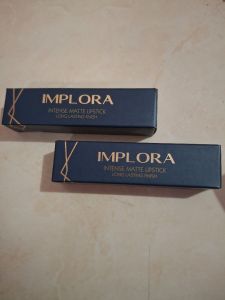 IMPLORA
INTENSE MATTE LIPSTICK
LONG LASTING FINISH
IMPLORA
INTENSE MATTE LIPSTICK
LONG LASTING FINISH